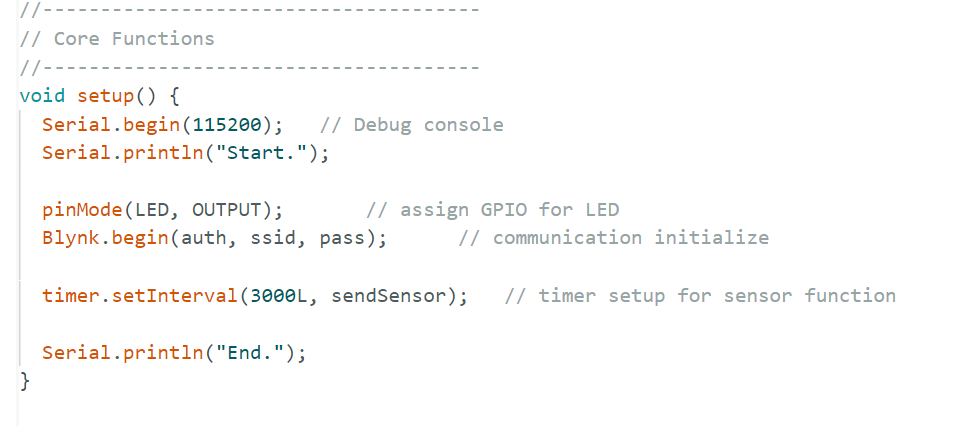 //--------------------------------------
// Core Functions
//--------------------------------------
void setup() {
  Serial.begin(115200);   // Debug console
  Serial.println("Start.");

  pinMode(LED, OUTPUT);       // assign GPIO for LED
  Blynk.begin(auth, ssid, pass);      // communication initialize

  timer.setInterval(3000L, sendSensor);   // timer setup for sensor function

  Serial.println("End.");
}